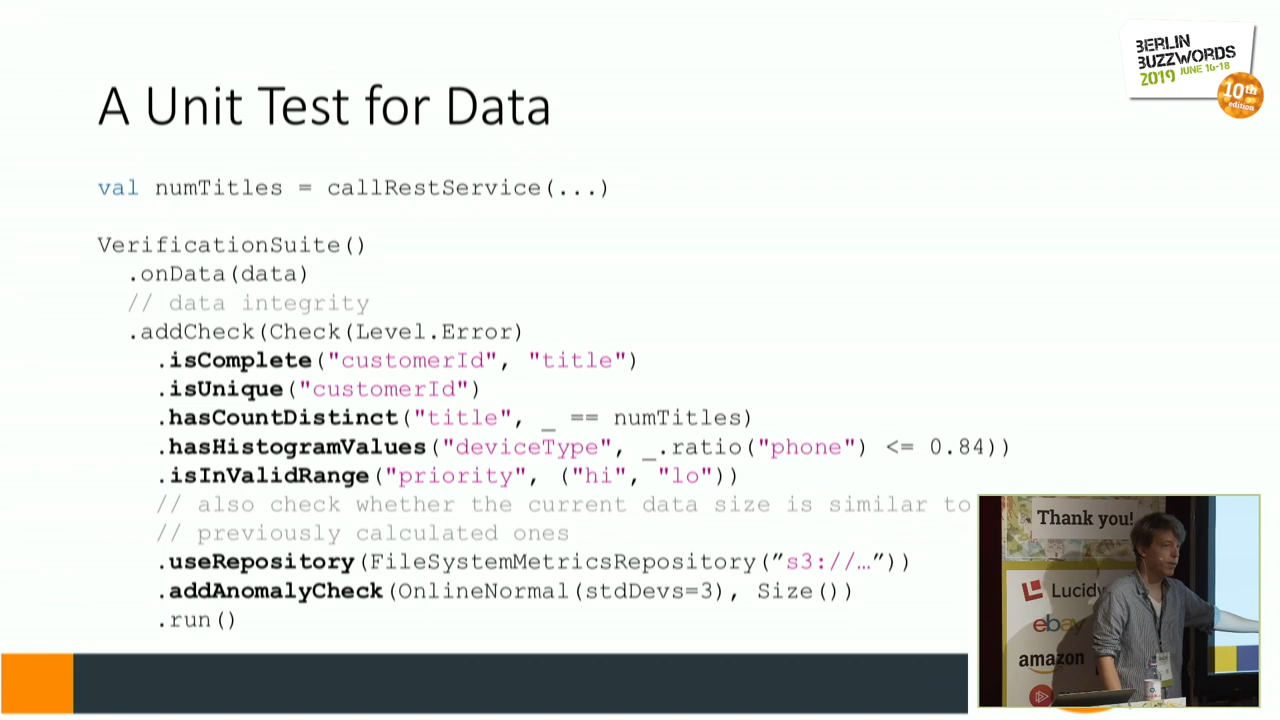 BERLIN
BUZZWORDS
2019 JUNE 16-18
10th
edition
A Unit Test for Data
val numTitles = callRestService(...)
VerificationSuite()
.onData(data)
// data integrity
.addCheck(Check(Level.Error)
.isComplete("customerId", "title")
.isUnique("customerId")
.hasCountDistinct("title", _ == numTitles)
.hasHistogramValues("deviceType", _.ratio("phone") <= 0.84))
.isInValidRange("priority", ("hi", "lo"))
// also check whether the current data size is similar to
// previously calculated ones
.useRepository(FileSystemMetricsRepository(”s3://…”))
.addAnomalyCheck(OnlineNormal(stdDevs=3), Size())
.run()
Thank you!
Lucidw
ebay
amazon